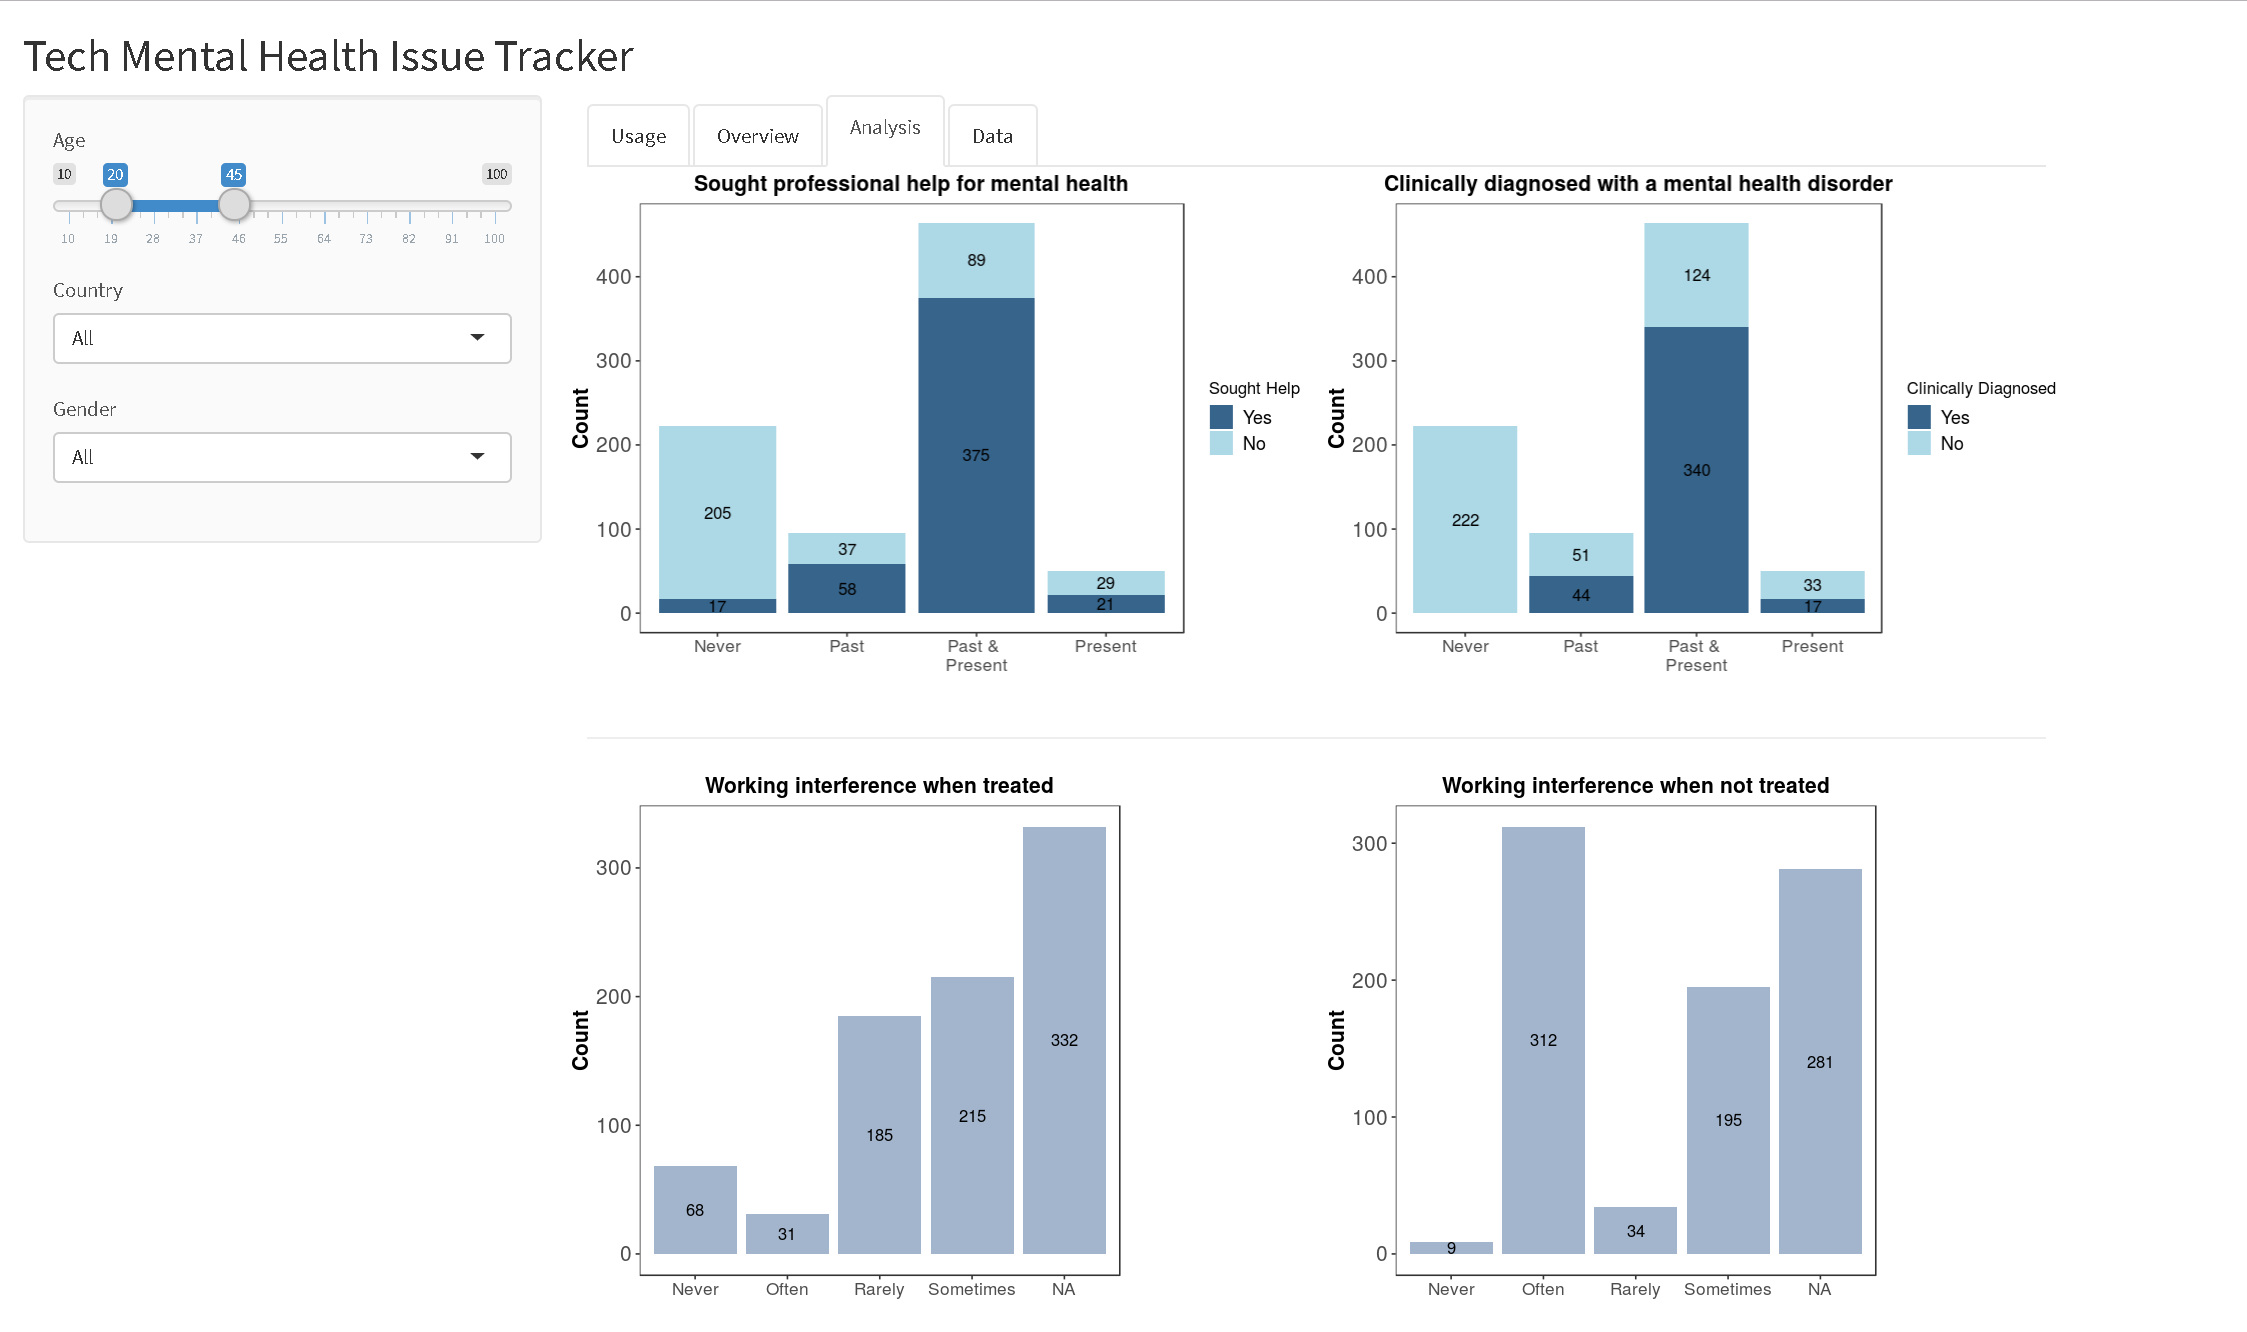 Tech Mental Health Issue Tracker
Age
10 20 45 100
10 19 28 37 46 55 64 73 82 91 100
Country
All
Gender
All
Usage Overview Analysis Data
Sought professional help for mental health
Count
400
300
200
100
0
205
17
37
58
89
375
29
21
Never Past Past & Present
Present
Sought Help
Yes
No
Clinically diagnosed with a mental health disorder
Count
400
300
200
100
0
222
51
44
124
340
33
17
Never Past Past & Present
Present
Clinically Diagnosed
Yes
No
Working interference when treated
Count
300
200
100
0
68
31
185
215
332
Never Often Rarely Sometimes NA
Working interference when not treated
Count
300
200
100
0
9
312
34
195
281
Never Often Rarely Sometimes NA